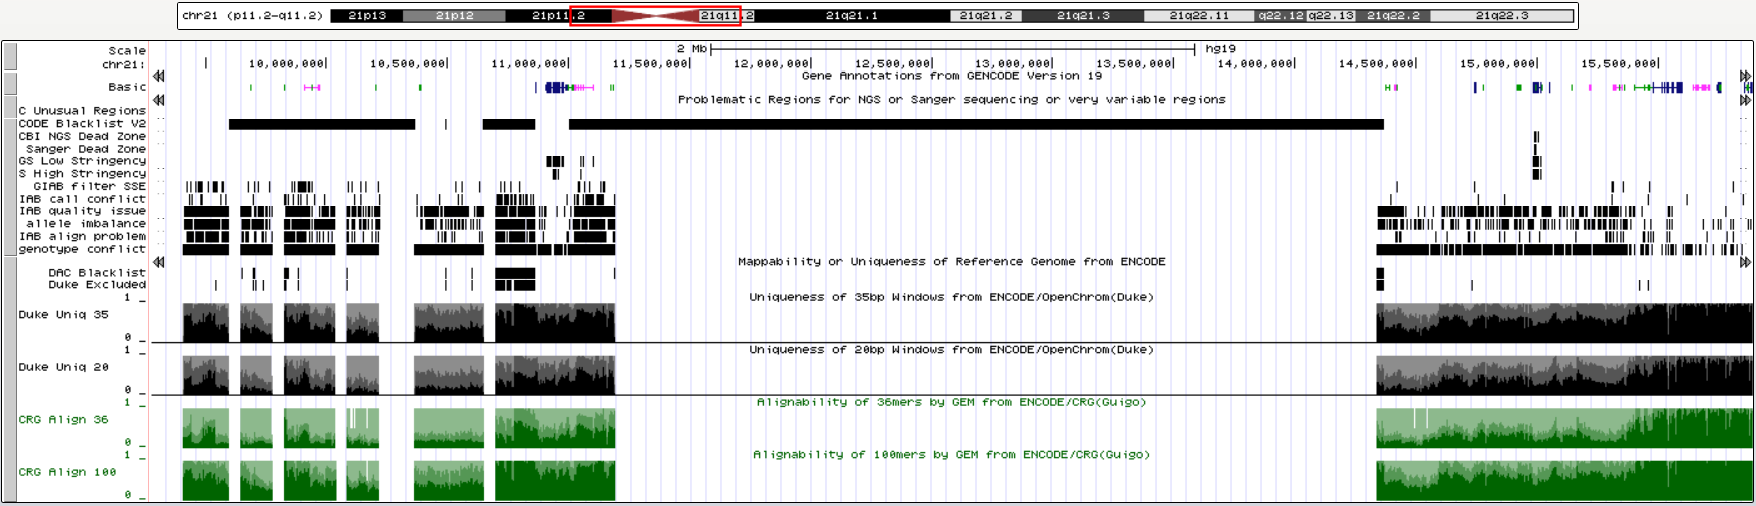 chr21 (p11.2-q11.2) 21p13 21p12 21p11.2 21q11.2 21q21.1 21q21.2 21q21.3 21q22.11 q22.12 q22.13 21q22.2 21q22.3
Scale 2 Mb hg19
chr21: 10,000,000 10,500,000 11,000,000 11,500,000 12,000,000 12,500,000 13,000,000 13,500,000 14,000,000 14,500,000 15,000,000 15,500,000
Gene Annotations from GENCODE Version 19
Basic
Problematic Regions for NGS or Sanger sequencing or very variable regions
C Unusual Regions
CODE Blacklist V2
CBI NGS Dead Zone
Sanger Dead Zone
GS Low Stringency
S High Stringency
GIAB filter SSE
IAB call conflict
IAB quality issue
allele imbalance
IAB align problem
genotype conflict
Mappability or Uniqueness of Reference Genome from ENCODE
DAC Blacklist
Duke Excluded
Uniqueness of 35bp Windows from ENCODE/OpenChrom(Duke)
1 _
Duke Uniq 35
0 _
Uniqueness of 20bp Windows from ENCODE/OpenChrom(Duke)
1 _
Duke Uniq 20
0 _
Alignability of 36mers by GEM from ENCODE/CRG(Guigo)
1 _
CRG Align 36
0 _
Alignability of 100mers by GEM from ENCODE/CRG(Guigo)
1 _
CRG Align 100
0 _